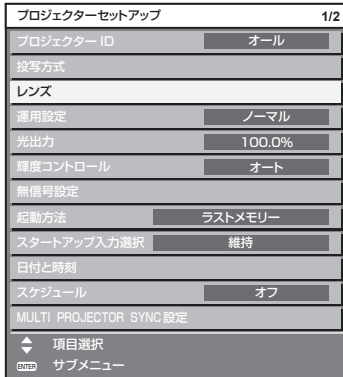 プロジェクターセットアップ 1/2
プロジェクター ID オール
投写方式
レンズ
運用設定 ノーマル
光出力 100.0%
輝度コントロール オート
無信号設定
起動方法 ラストメモリー
スタートアップ入力選択 維持
日付と時刻
スケジュール オフ
MULTI PROJECTOR SYNC設定
項目選択
ENTER サブメニュー